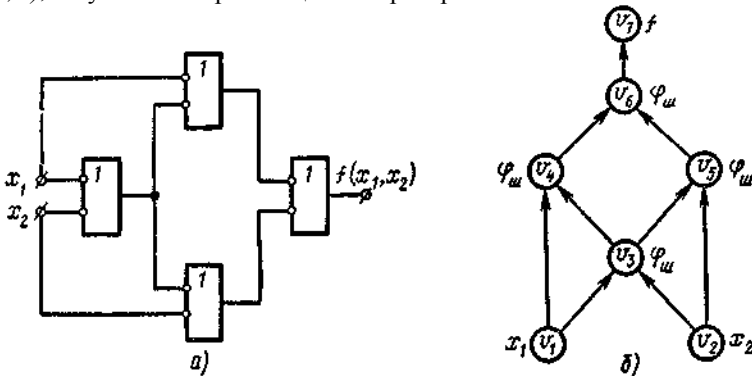 1
1
1
1
x₁
x₂
f(x₁,x₂)
а)
v₇ f
v₆ φш
φш v₄
v₅ φш
v₃ φш
x₁ v₁
v₂ x₂
б)